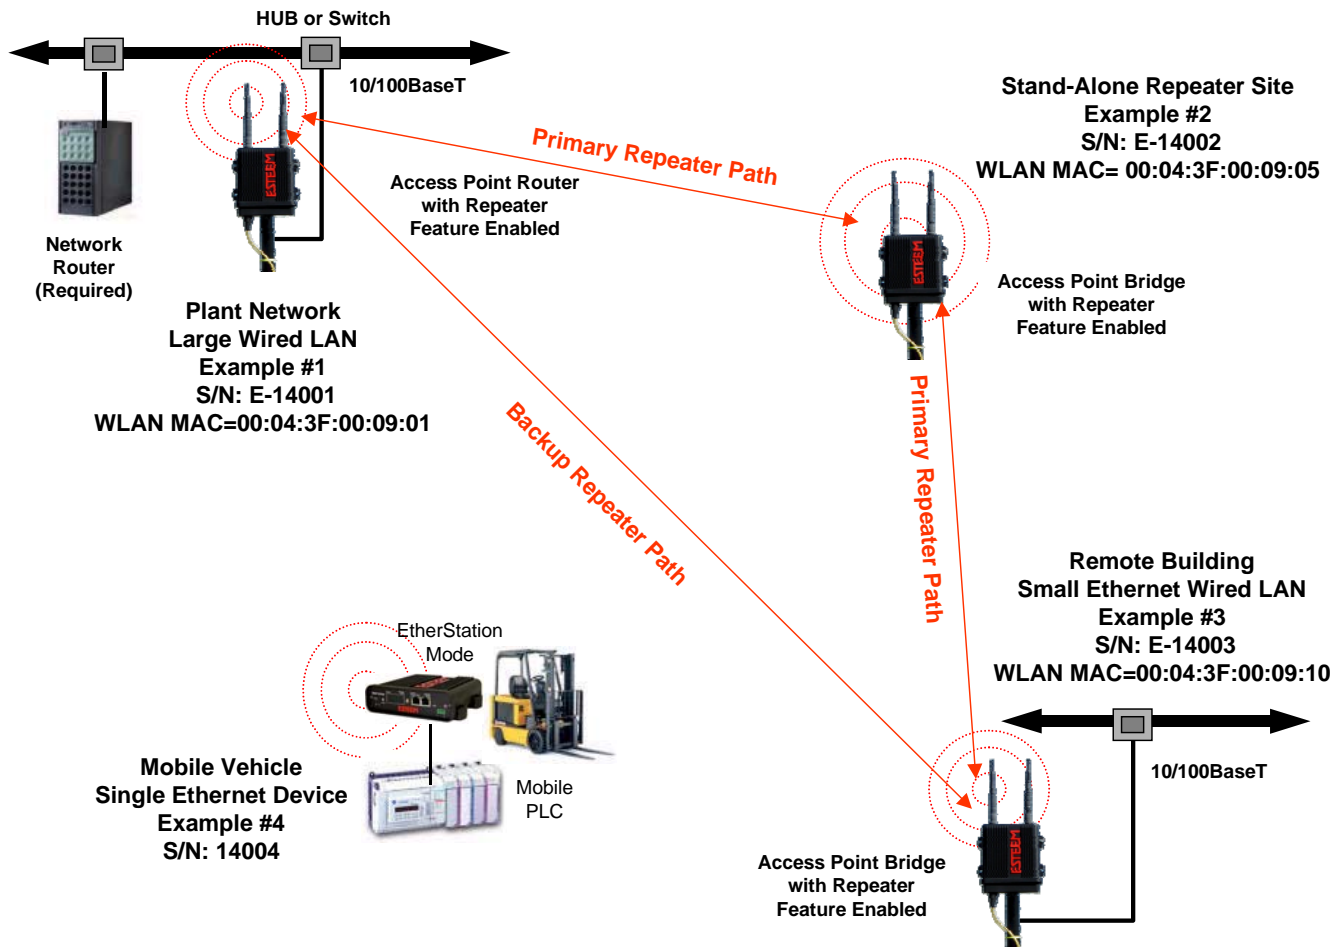 HUB or Switch
10/100BaseT
Network
Router
(Required)
ESTEEM
Access Point Router
with Repeater
Feature Enabled
Plant Network
Large Wired LAN
Example #1
S/N: E-14001
WLAN MAC=00:04:3F:00:09:01
Primary Repeater Path
Stand-Alone Repeater Site
Example #2
S/N: E-14002
WLAN MAC= 00:04:3F:00:09:05
ESTEEM
Access Point Bridge
with Repeater
Feature Enabled
Backup Repeater Path
Primary Repeater Path
Remote Building
Small Ethernet Wired LAN
Example #3
S/N: E-14003
WLAN MAC=00:04:3F:00:09:10
10/100BaseT
ESTEEM
Access Point Bridge
with Repeater
Feature Enabled
EtherStation
Mode
Mobile
PLC
Mobile Vehicle
Single Ethernet Device
Example #4
S/N: 14004